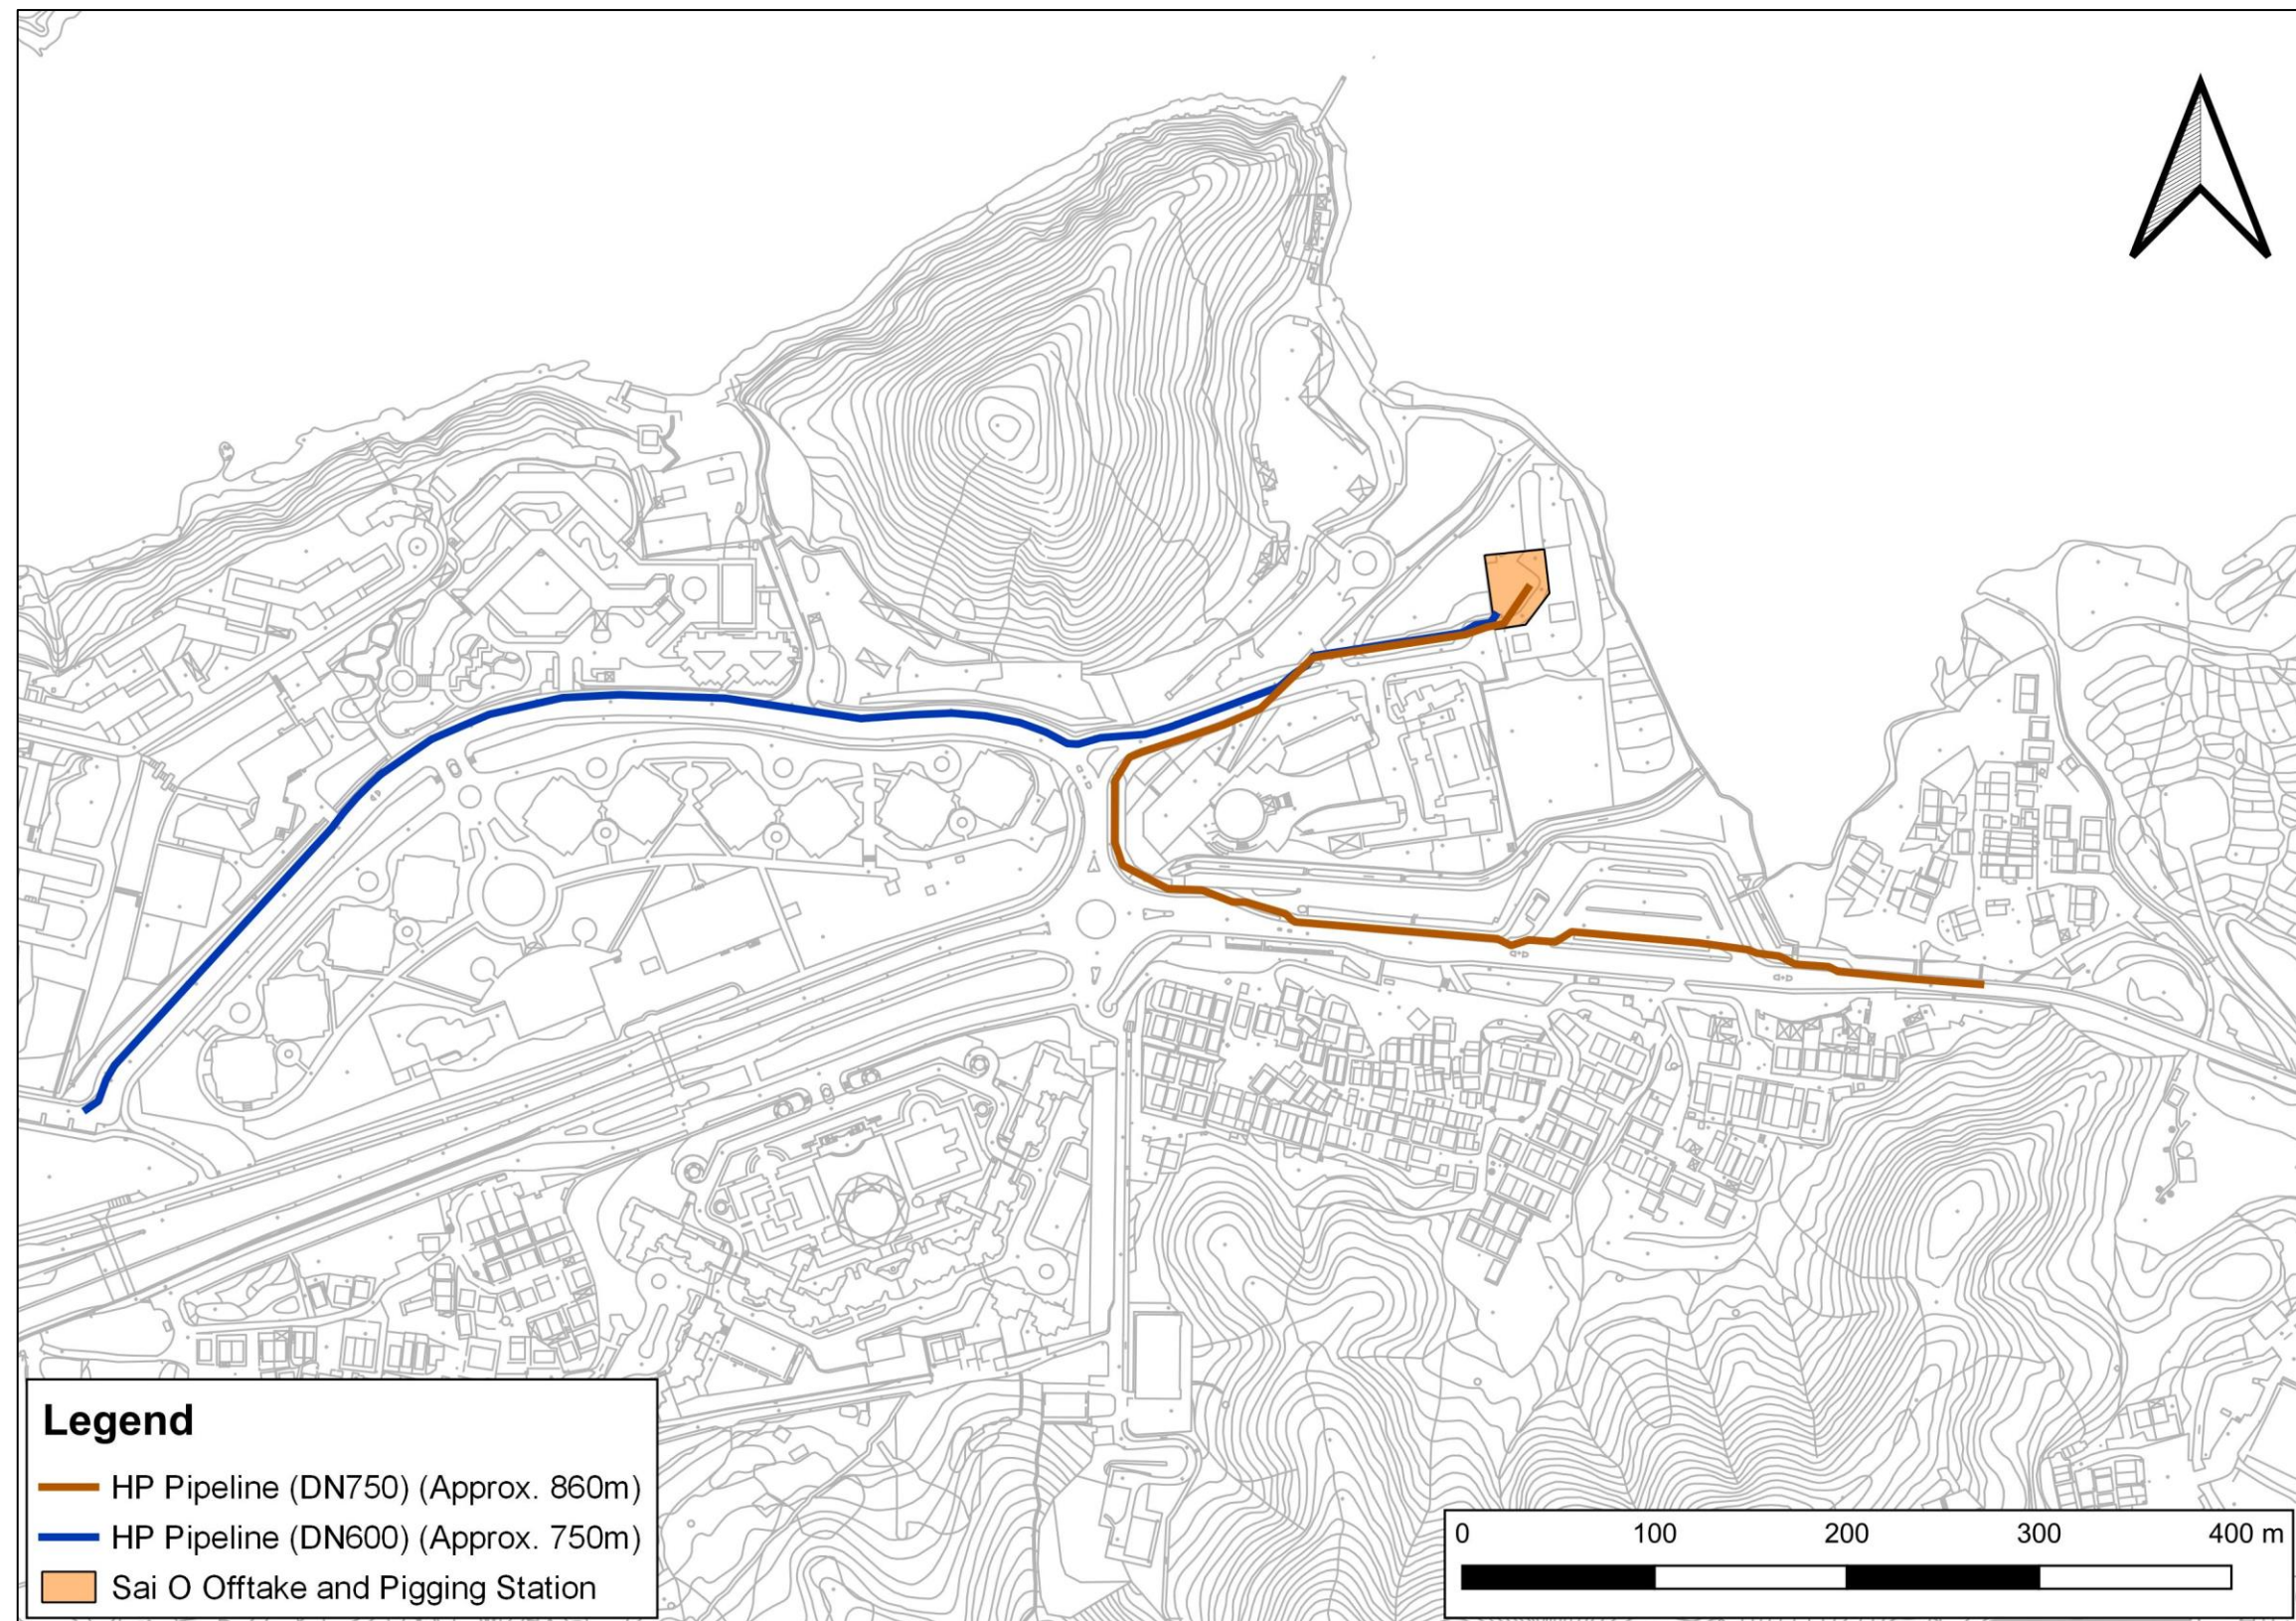 Legend
HP Pipeline (DN750) (Approx. 860m)
HP Pipeline (DN600) (Approx. 750m)
Sai O Offtake and Pigging Station
0 100 200 300 400 m